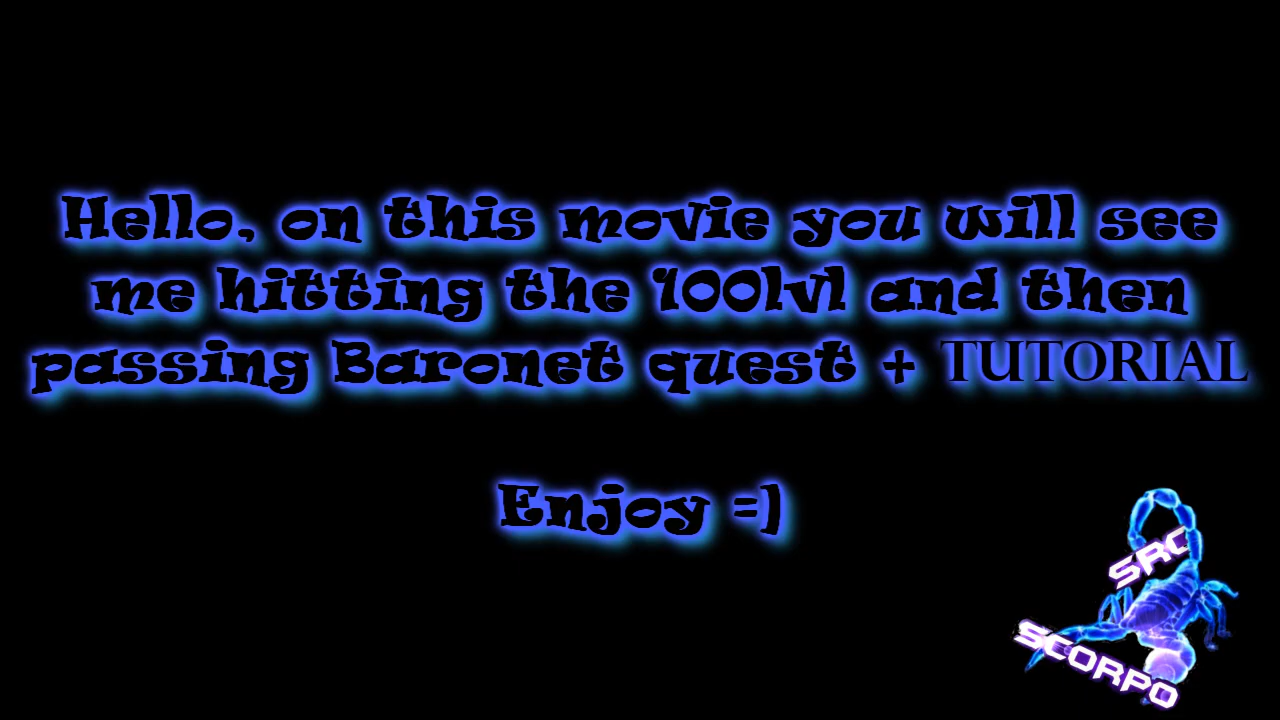 Hello, on this movie you will see
me hitting the 100lvl and then
passing Baronet quest + TUTORIAL
Enjoy =)
SRC
SCORPO